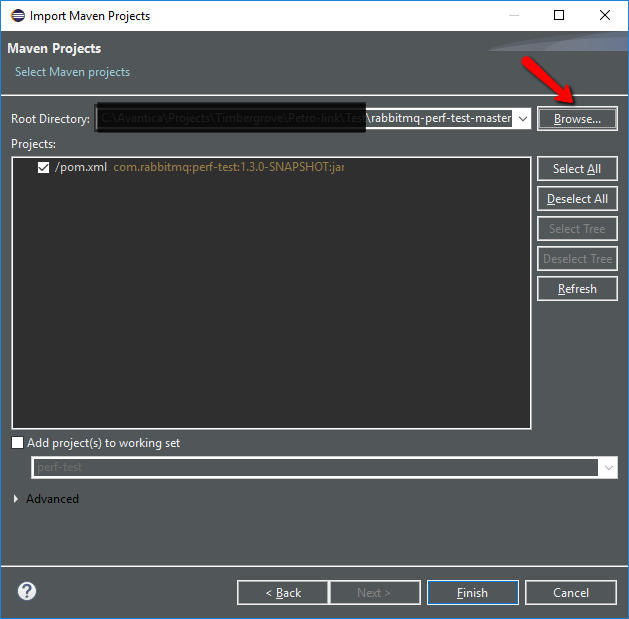 Import Maven Projects
Maven Projects
Select Maven projects
Root Directory: C:\Avantica\Projects\Timbergrove\Petro-link\Test\rabbitmq-perf-test-master Browse...
Projects:
/pom.xml com.rabbitmq:perf-test:1.3.0-SNAPSHOT:jar
Select All
Deselect All
Select Tree
Deselect Tree
Refresh
Add project(s) to working set
perf-test
Advanced
? < Back Next > Finish Cancel